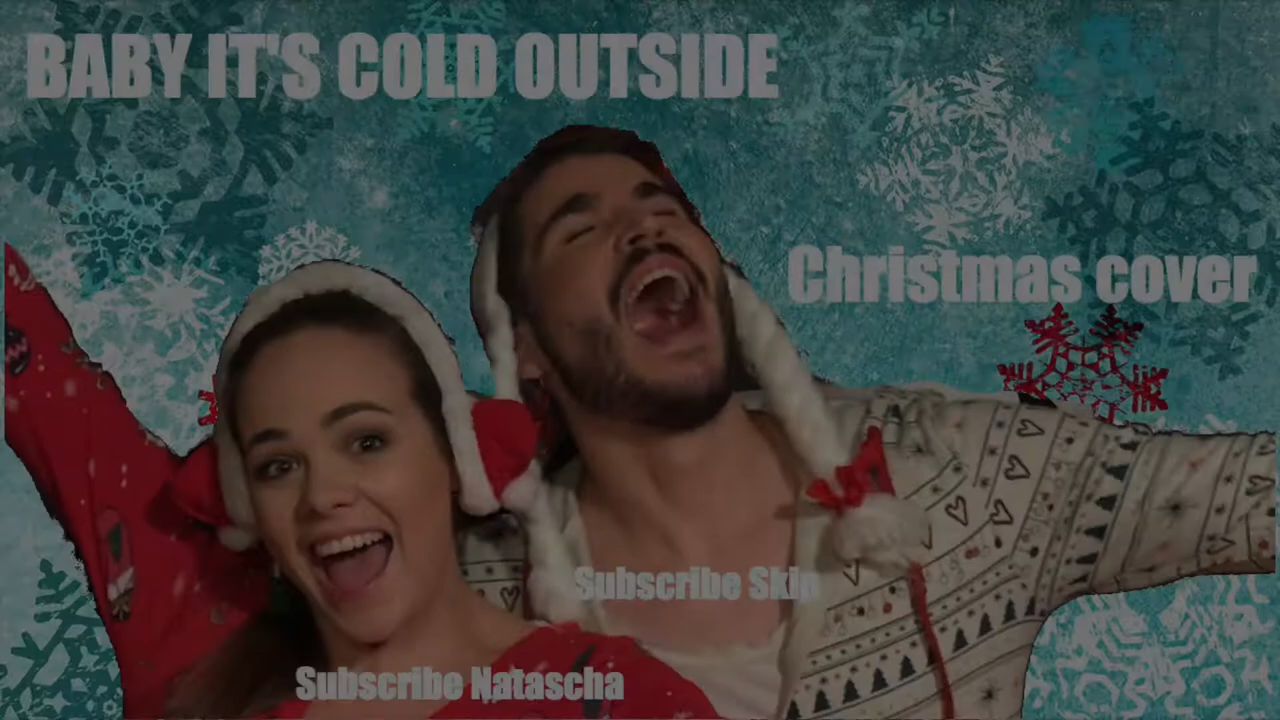 BABY IT'S COLD OUTSIDE
Christmas cover
Subscribe Skip
Subscribe Natascha